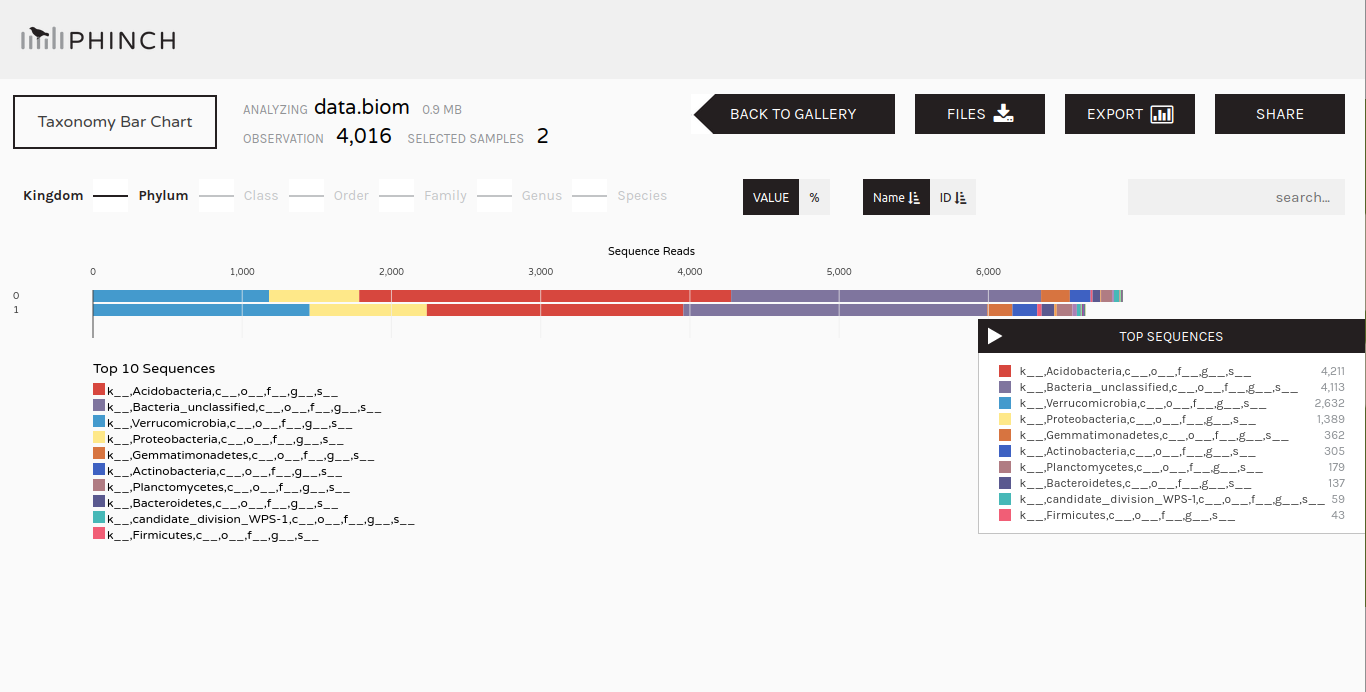 PHINCH
Taxonomy Bar Chart
ANALYZING data.biom 0.9 MB
OBSERVATION 4,016 SELECTED SAMPLES 2
BACK TO GALLERY
FILES
EXPORT
SHARE
Kingdom Phylum Class Order Family Genus Species
VALUE %
Name ID
search...
Sequence Reads
0 1,000 2,000 3,000 4,000 5,000 6,000
0
1
Top 10 Sequences
k__,Acidobacteria,c__,o__,f__,g__,s__
k__,Bacteria_unclassified,c__,o__,f__,g__,s__
k__,Verrucomicrobia,c__,o__,f__,g__,s__
k__,Proteobacteria,c__,o__,f__,g__,s__
k__,Gemmatimonadetes,c__,o__,f__,g__,s__
k__,Actinobacteria,c__,o__,f__,g__,s__
k__,Planctomycetes,c__,o__,f__,g__,s__
k__,Bacteroidetes,c__,o__,f__,g__,s__
k__,candidate_division_WPS-1,c__,o__,f__,g__,s__
k__,Firmicutes,c__,o__,f__,g__,s__
TOP SEQUENCES
k__,Acidobacteria,c__,o__,f__,g__,s__ 4,211
k__,Bacteria_unclassified,c__,o__,f__,g__,s__ 4,113
k__,Verrucomicrobia,c__,o__,f__,g__,s__ 2,632
k__,Proteobacteria,c__,o__,f__,g__,s__ 1,389
k__,Gemmatimonadetes,c__,o__,f__,g__,s__ 362
k__,Actinobacteria,c__,o__,f__,g__,s__ 305
k__,Planctomycetes,c__,o__,f__,g__,s__ 179
k__,Bacteroidetes,c__,o__,f__,g__,s__ 137
k__,candidate_division_WPS-1,c__,o__,f__,g__,s__ 59
k__,Firmicutes,c__,o__,f__,g__,s__ 43